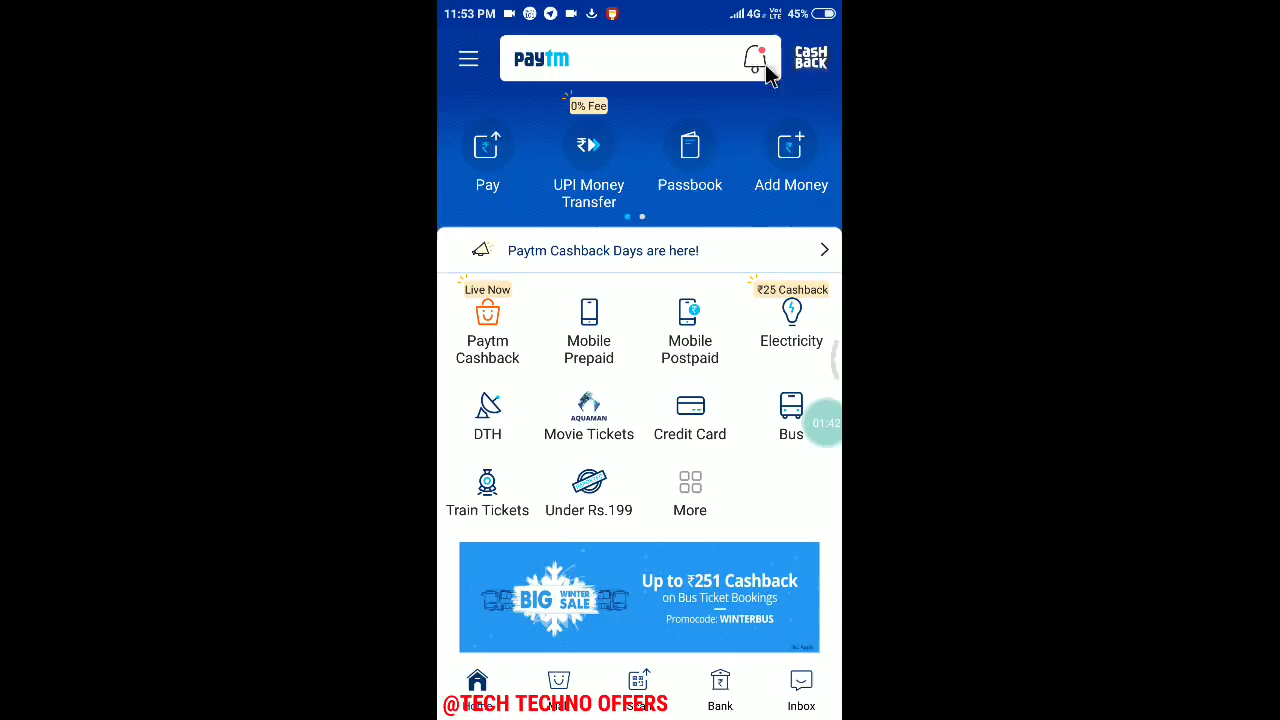 11:53 PM 4G VoLTE 45%
paytm
CASH BACK
0% Fee
Pay
UPI Money Transfer
Passbook
Add Money
Paytm Cashback Days are here!
Live Now
₹25 Cashback
Paytm Cashback
Mobile Prepaid
Mobile Postpaid
Electricity
AQUAMAN
DTH
Movie Tickets
Credit Card
Bus
01:42
Train Tickets
Under Rs.199
More
BIG WINTER SALE
Up to ₹251 Cashback
on Bus Ticket Bookings
Promocode: WINTERBUS
@TECH TECHNO OFFERS
Bank
Inbox